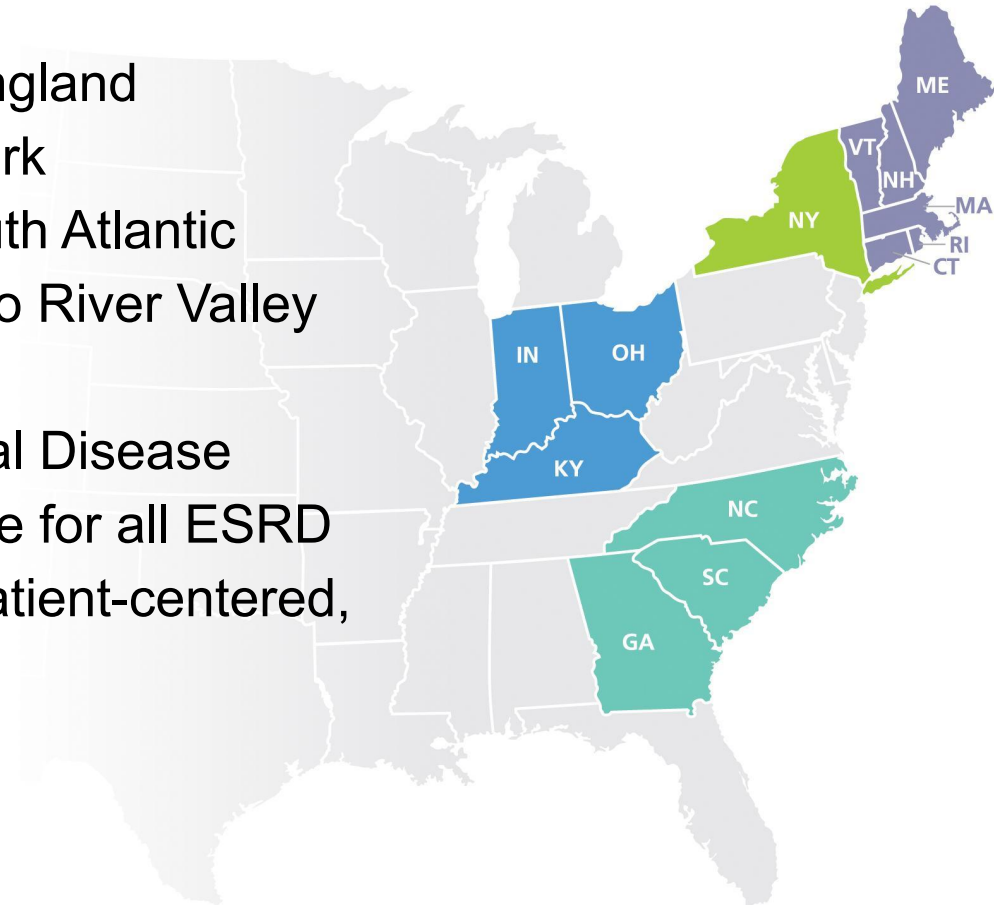 ngland
rk
uth Atlantic
o River Valley
al Disease
e for all ESRD
atient-centered,
ME
VT
NH
MA
NY
RI
CT
IN
OH
KY
NC
SC
GA